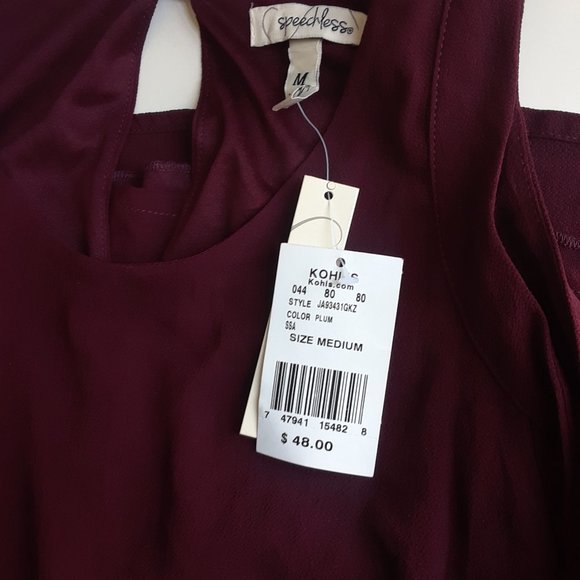 speechless®
M
KOHL'S
Kohls.com
044 80 80
STYLE JA93431GKZ
COLOR PLUM
SSA
SIZE MEDIUM
7 47941 15482 8
$ 48.00